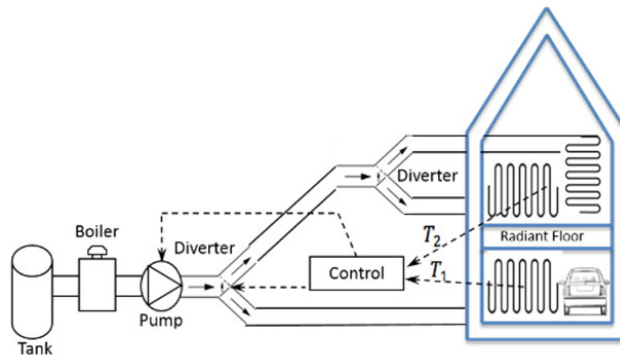 Diverter
T₂
Radiant Floor
Boiler
Diverter
Control
T₁
Pump
Tank